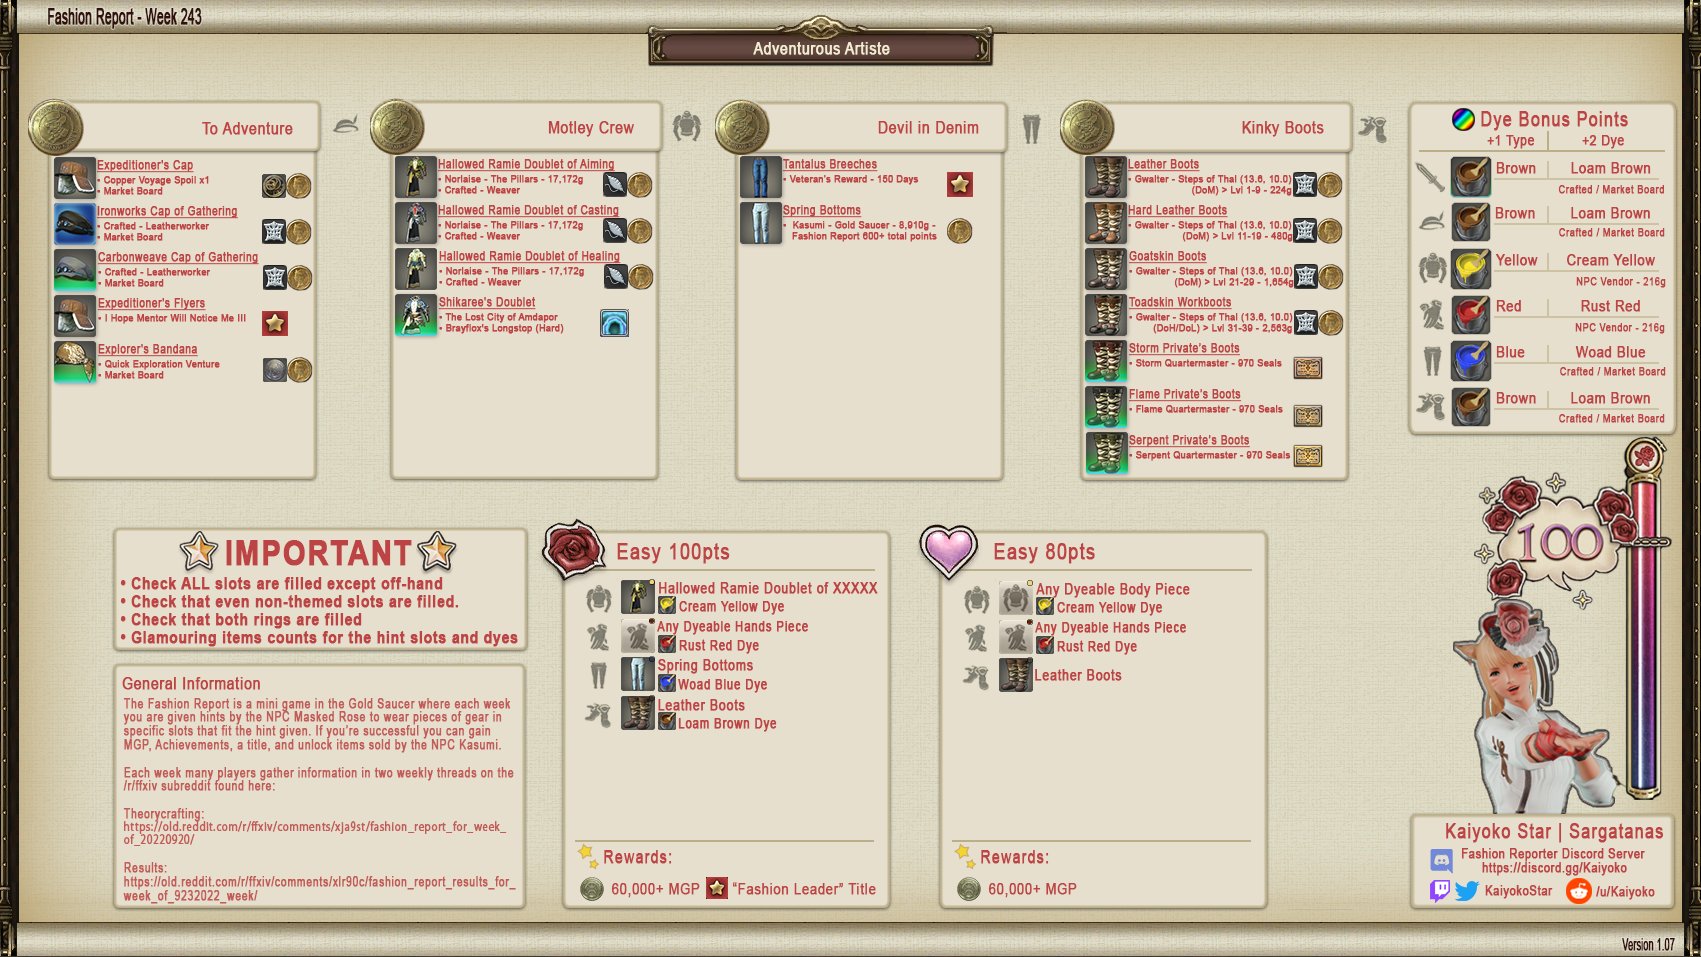 Fashion Report - Week 243
Adventurous Artiste
To Adventure
Expeditioner's Cap
• Copper Voyage Spoil x1
• Market Board
Ironworks Cap of Gathering
• Crafted - Leatherworker
• Market Board
Carbonweave Cap of Gathering
• Crafted - Leatherworker
• Market Board
Expeditioner's Flyers
• I Hope Mentor Will Notice Me III
Explorer's Bandana
• Quick Exploration Venture
• Market Board
Motley Crew
Hallowed Ramie Doublet of Aiming
• Norlaise - The Pillars - 17,172g
• Crafted - Weaver
Hallowed Ramie Doublet of Casting
• Norlaise - The Pillars - 17,172g
• Crafted - Weaver
Hallowed Ramie Doublet of Healing
• Norlaise - The Pillars - 17,172g
• Crafted - Weaver
Shikaree's Doublet
• The Lost City of Amdapor
• Brayflox's Longstop (Hard)
Devil in Denim
Tantalus Breeches
• Veteran's Reward - 150 Days
Spring Bottoms
• Kasumi - Gold Saucer - 8,910g -
Fashion Report 600+ total points
Kinky Boots
Leather Boots
• Gwalter - Steps of Thal (13.6, 10.0)
(DoM) > Lvl 1-9 - 224g
Hard Leather Boots
• Gwalter - Steps of Thal (13.6, 10.0)
(DoM) > Lvl 11-19 - 480g
Goatskin Boots
• Gwalter - Steps of Thal (13.6, 10.0)
(DoM) > Lvl 21-29 - 1,654g
Toadskin Workboots
• Gwalter - Steps of Thal (13.6, 10.0)
(DoH/DoL) > Lvl 31-39 - 2,563g
Storm Private's Boots
• Storm Quartermaster - 970 Seals
Flame Private's Boots
• Flame Quartermaster - 970 Seals
Serpent Private's Boots
• Serpent Quartermaster - 970 Seals
Dye Bonus Points
+1 Type | +2 Dye
Brown | Loam Brown
Crafted / Market Board
Brown | Loam Brown
Crafted / Market Board
Yellow | Cream Yellow
NPC Vendor - 216g
Red | Rust Red
NPC Vendor - 216g
Blue | Woad Blue
Crafted / Market Board
Brown | Loam Brown
Crafted / Market Board
100
IMPORTANT
• Check ALL slots are filled except off-hand
• Check that even non-themed slots are filled.
• Check that both rings are filled
• Glamouring items counts for the hint slots and dyes
General Information
The Fashion Report is a mini game in the Gold Saucer where each week
you are given hints by the NPC Masked Rose to wear pieces of gear in
specific slots that fit the hint given. If you're successful you can gain
MGP, Achievements, a title, and unlock items sold by the NPC Kasumi.
Each week many players gather information in two weekly threads on the
/r/ffxiv subreddit found here:
Theorycrafting:
https://old.reddit.com/r/ffxiv/comments/xja9st/fashion_report_for_week_
of_20220920/
Results:
https://old.reddit.com/r/ffxiv/comments/xlr90c/fashion_report_results_for_
week_of_9232022_week/
Easy 100pts
Hallowed Ramie Doublet of XXXXX
Cream Yellow Dye
Any Dyeable Hands Piece
Rust Red Dye
Spring Bottoms
Woad Blue Dye
Leather Boots
Loam Brown Dye
Rewards:
60,000+ MGP
"Fashion Leader" Title
Easy 80pts
Any Dyeable Body Piece
Cream Yellow Dye
Any Dyeable Hands Piece
Rust Red Dye
Leather Boots
Rewards:
60,000+ MGP
Kaiyoko Star | Sargatanas
Fashion Reporter Discord Server
https://discord.gg/Kaiyoko
KaiyokoStar
/u/Kaiyoko
Version 1.07